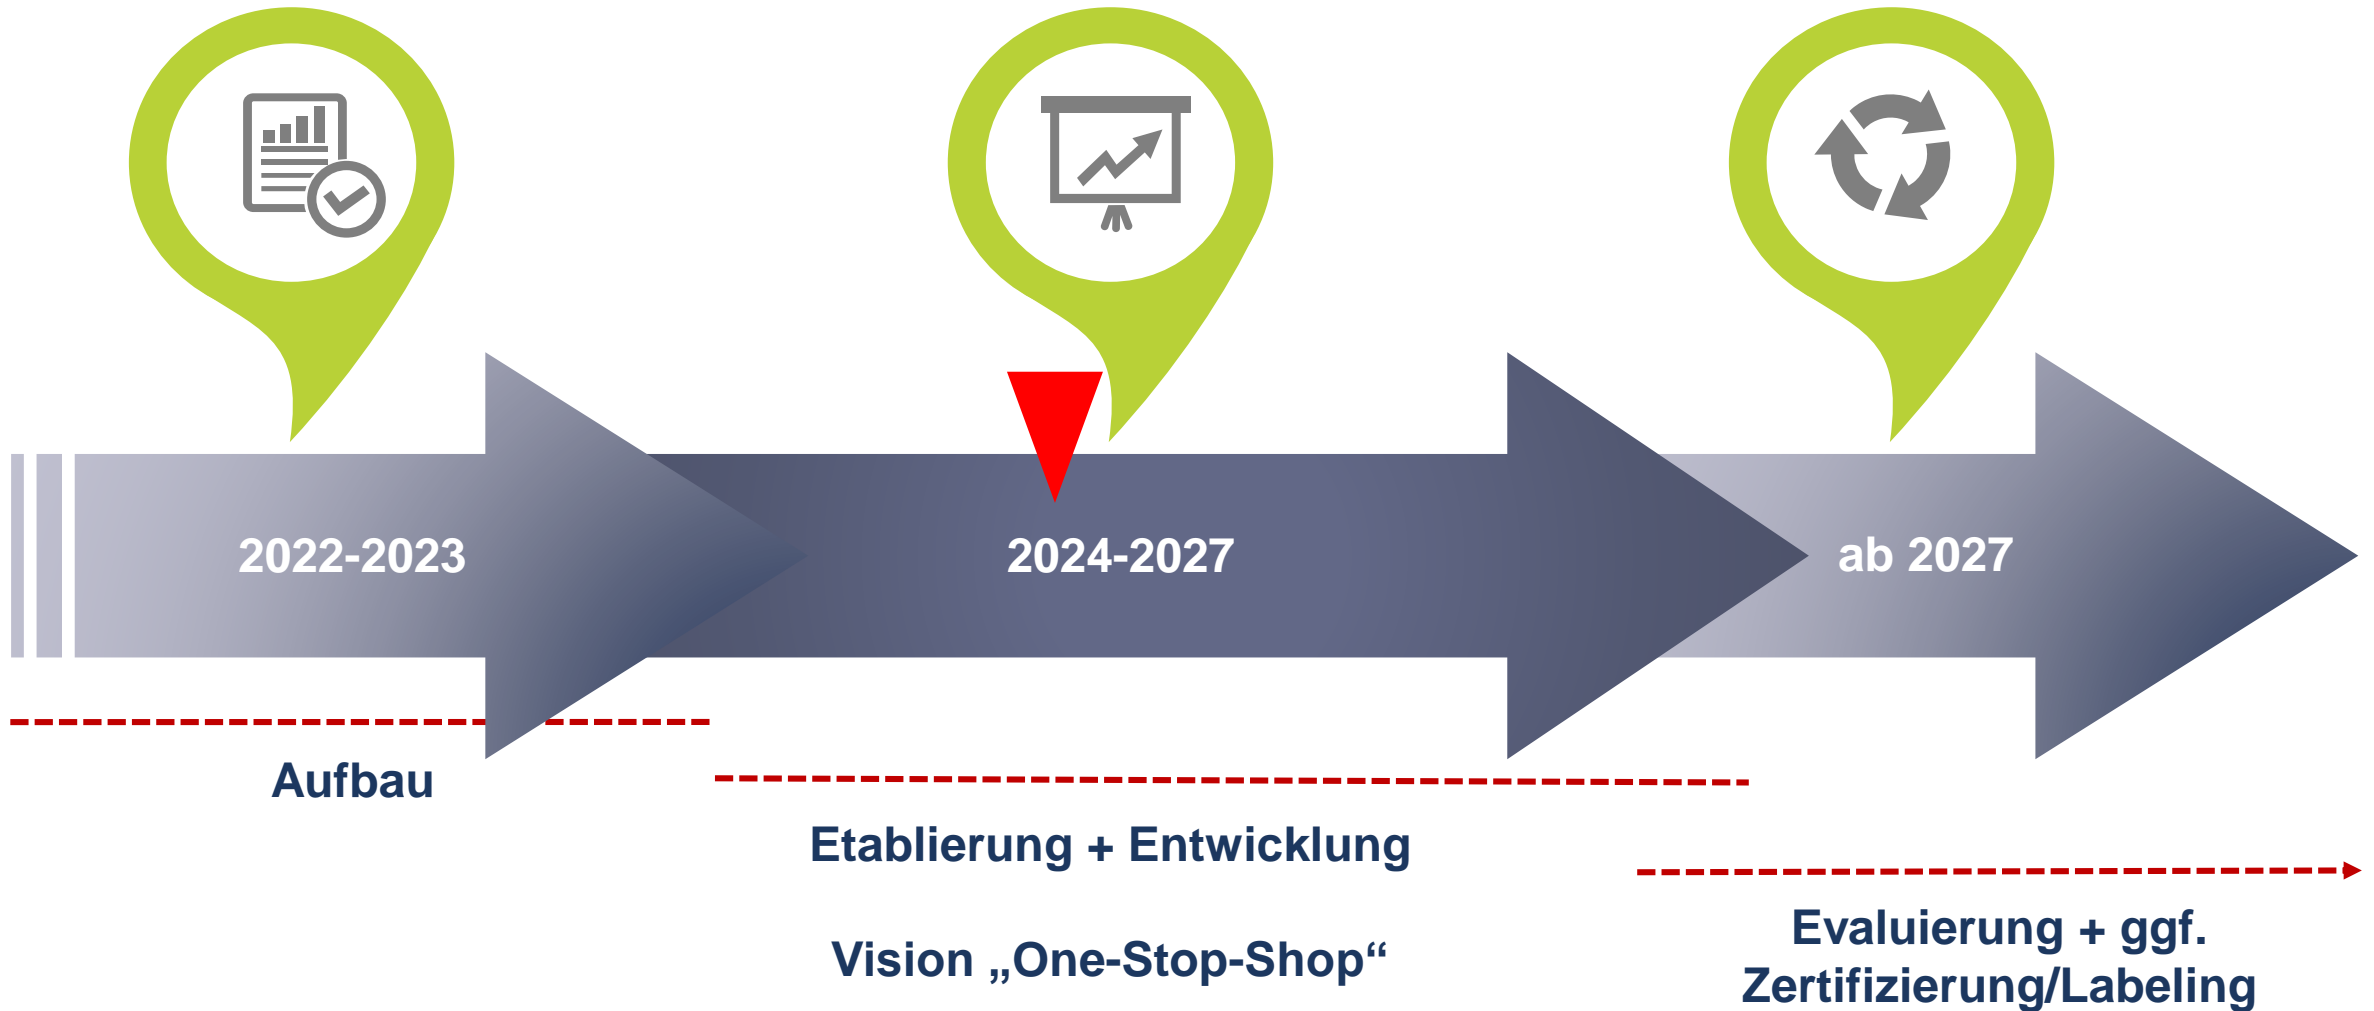 2022-2023
2024-2027
ab 2027
Aufbau
Etablierung + Entwicklung
Vision „One-Stop-Shop“
Evaluierung + ggf.
Zertifizierung/Labeling